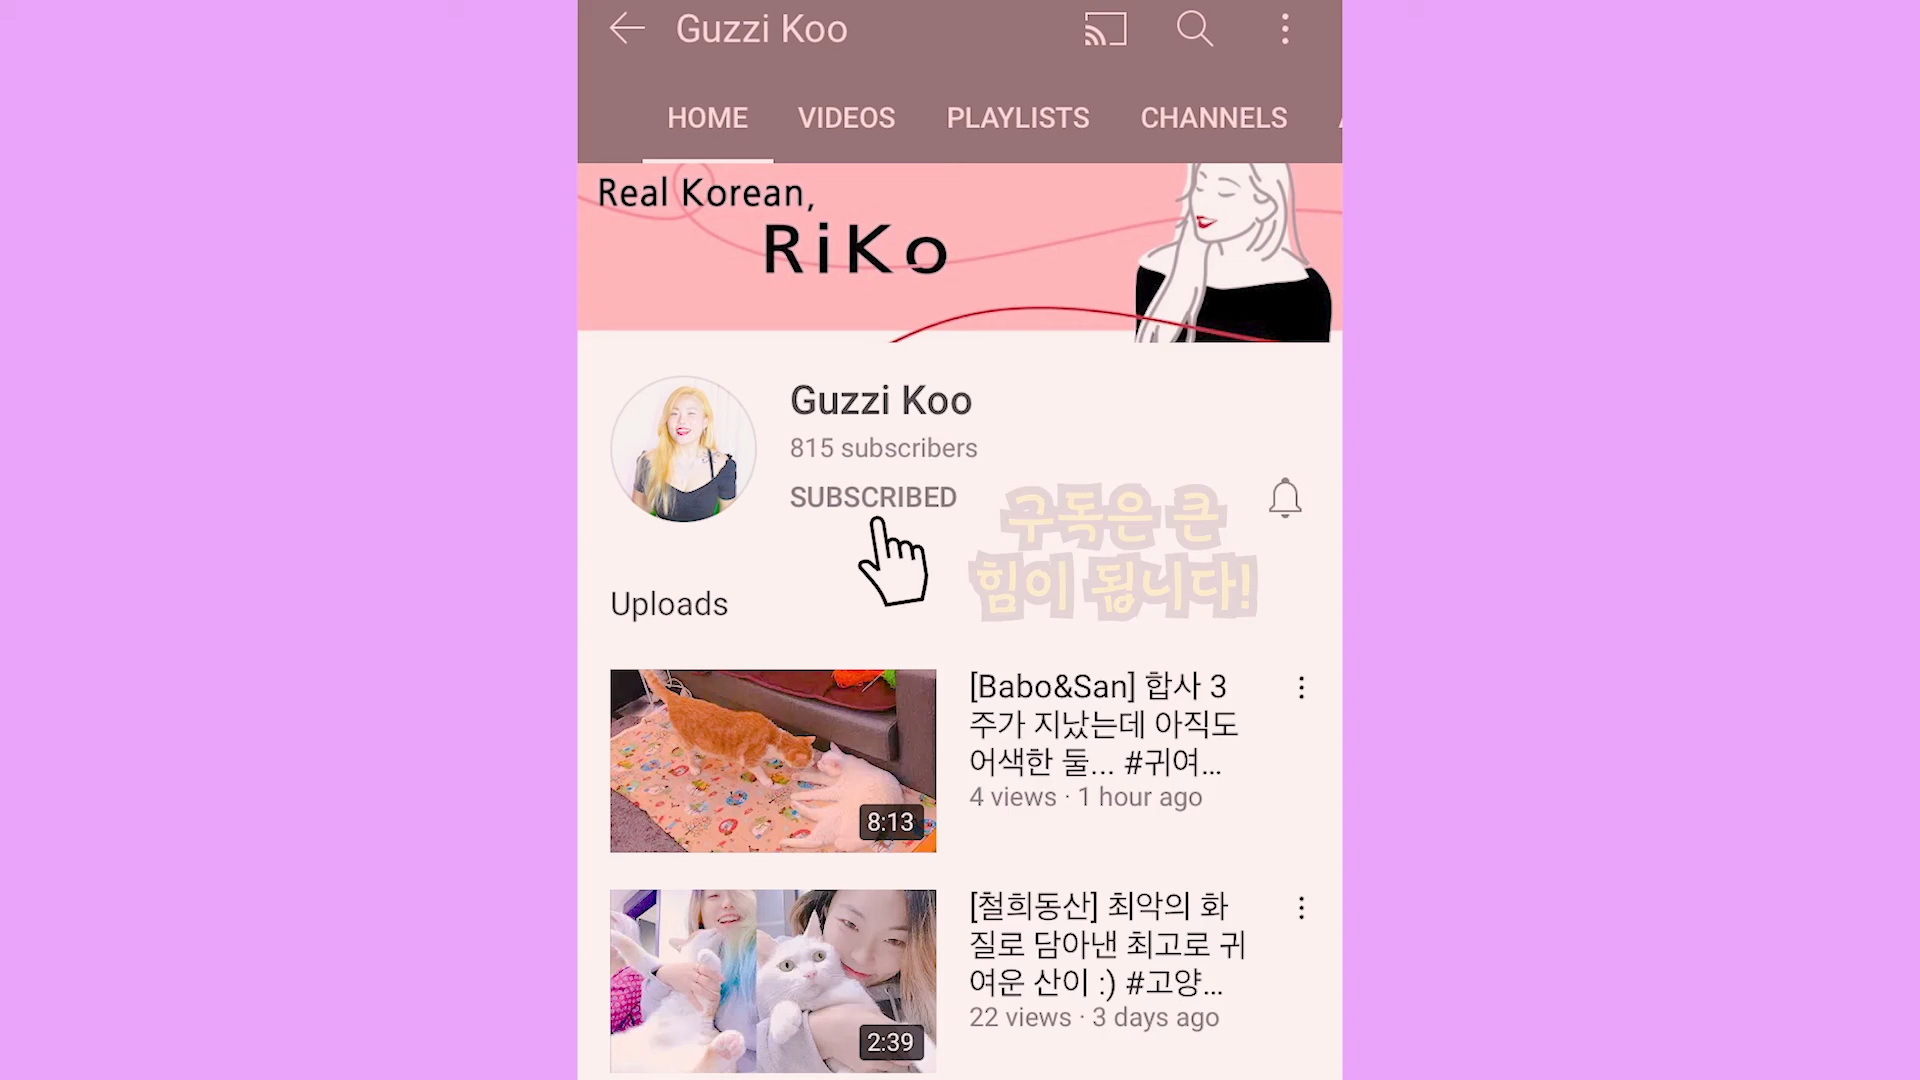 Guzzi Koo
HOME VIDEOS PLAYLISTS CHANNELS
Real Korean,
RiKo
Guzzi Koo
815 subscribers
SUBSCRIBED
구독은 큰
힘이 됩니다!
Uploads
[Babo&San] 합사 3
주가 지났는데 아직도
어색한 둘... #귀여...
4 views · 1 hour ago
8:13
[철희동산] 최악의 화
질로 담아낸 최고로 귀
여운 산이 :) #고양...
22 views · 3 days ago
2:39